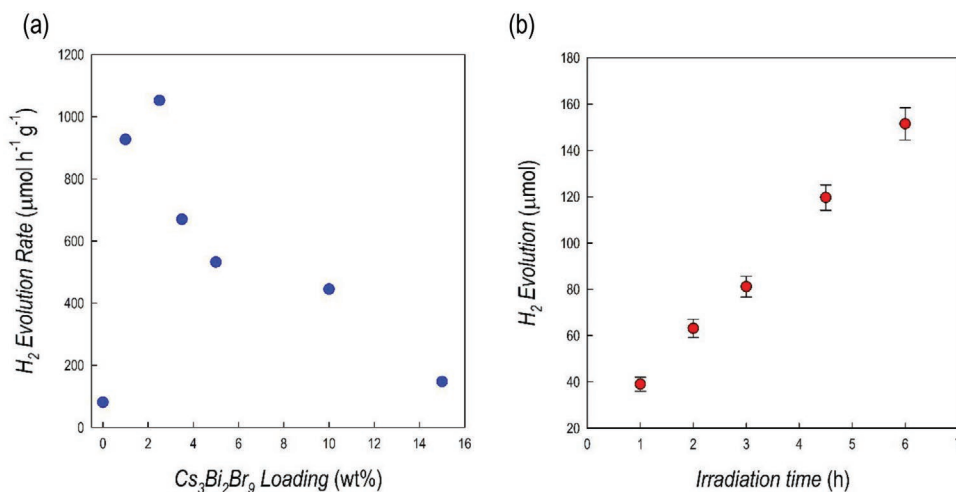 (a)
1200
1000
800
600
400
200
0
H₂ Evolution Rate (μmol h⁻¹ g⁻¹)
0 2 4 6 8 10 12 14 16
Cs₃Bi₂Br₉ Loading (wt%)
(b)
180
160
140
120
100
80
60
40
20
H₂ Evolution (μmol)
0 1 2 3 4 5 6
Irradiation time (h)